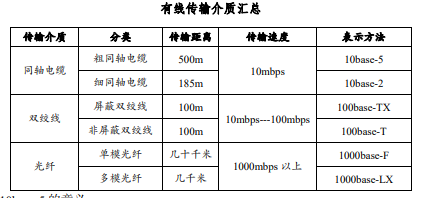 有线传输介质汇总
传输介质 分类 传输距离 传输速度 表示方法
同轴电缆 粗同轴电缆 500m 10mbps 10base-5
细同轴电缆 185m 10base-2
双绞线 屏蔽双绞线 100m 10mbps---100mbps 100base-TX
非屏蔽双绞线 100m 100base-T
光纤 单模光纤 几十千米 1000mbps 以上 1000base-F
多模光纤 几千米 1000base-LX
的意义